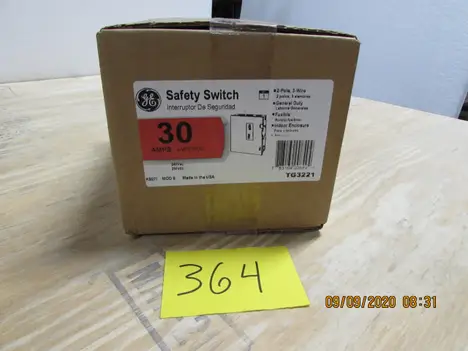 GE
Safety Switch
Interruptor De Seguridad
30
AMPS
240Vac
Made in the USA
2-Pole, 3-Wire
General Duty
Fusible
Indoor Enclosure
TG3221
364
09/09/2020 08:31